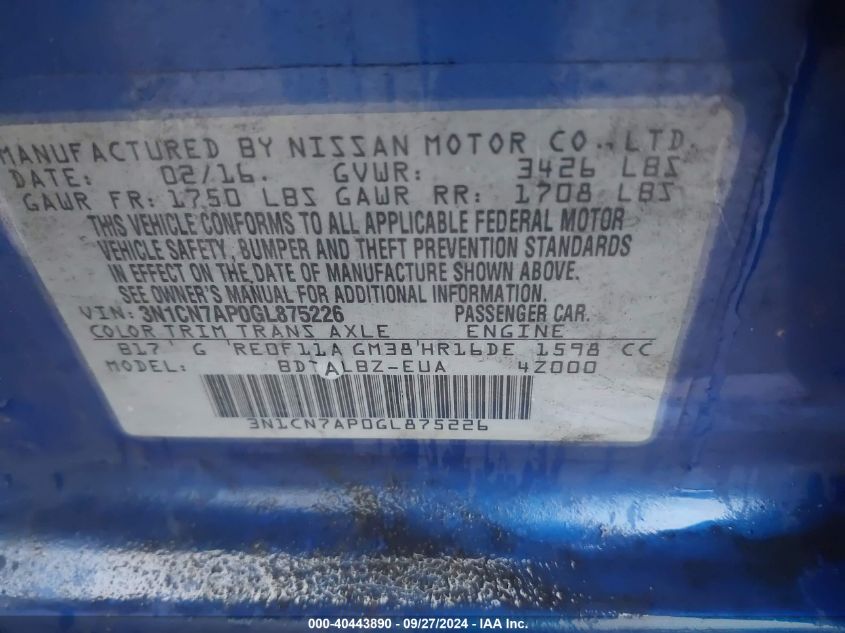 MANUFACTURED BY NISSAN MOTOR CO., LTD.
DATE: 02/16. GVWR: 3426 LBS
GAWR FR: 1750 LBS GAWR RR: 1708 LBS
THIS VEHICLE CONFORMS TO ALL APPLICABLE FEDERAL MOTOR
VEHICLE SAFETY, BUMPER AND THEFT PREVENTION STANDARDS
IN EFFECT ON THE DATE OF MANUFACTURE SHOWN ABOVE.
SEE OWNER'S MANUAL FOR ADDITIONAL INFORMATION.
VIN: 3N1CN7AP0GL875226 PASSENGER CAR.
COLOR TRIM TRANS AXLE ENGINE
B17 G RE0F11A GM38 HR16DE 1598 CC
MODEL: 4Z000
3N1CN7AP0GL875226
000-40443890 - 09/27/2024 - IAAI Inc.